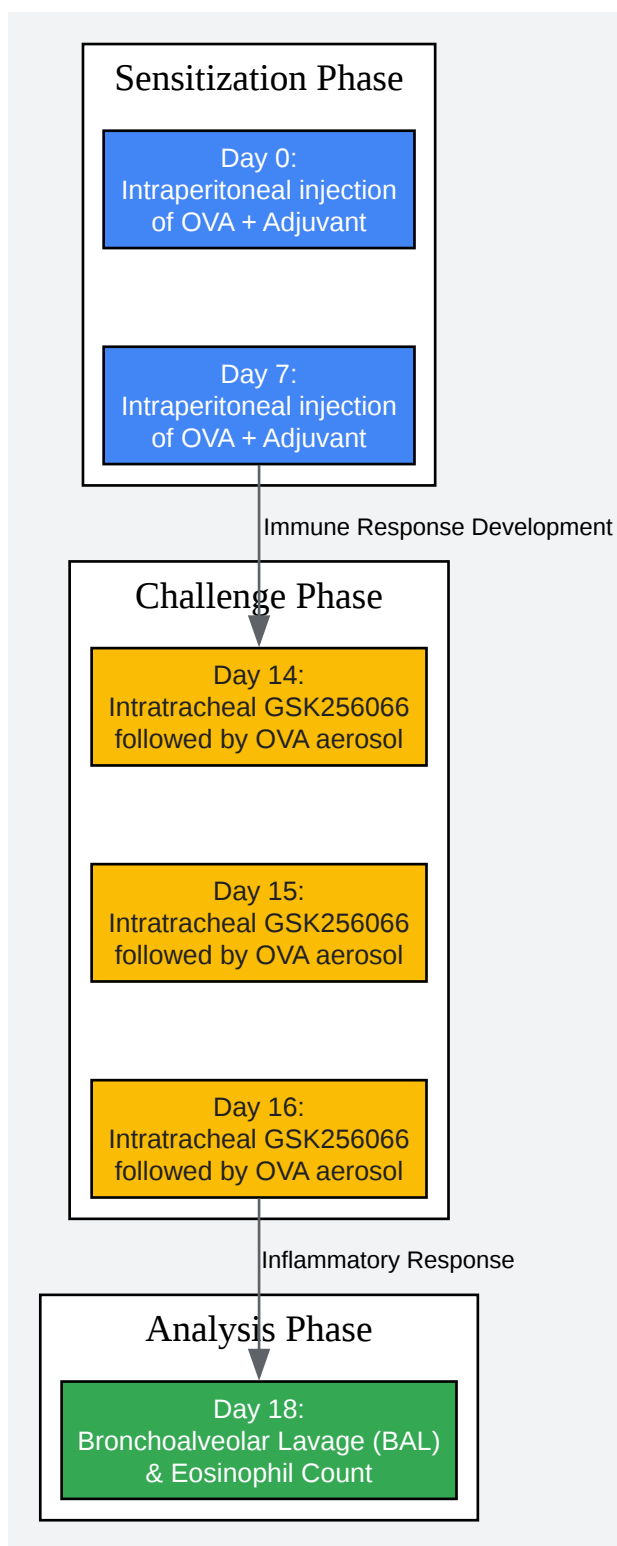 Sensitization Phase
Day 0:
Intraperitoneal injection
of OVA + Adjuvant
Day 7:
Intraperitoneal injection
of OVA + Adjuvant
Immune Response Development
Challenge Phase
Day 14:
Intratracheal GSK256066
followed by OVA aerosol
Day 15:
Intratracheal GSK256066
followed by OVA aerosol
Day 16:
Intratracheal GSK256066
followed by OVA aerosol
Inflammatory Response
Analysis Phase
Day 18:
Bronchoalveolar Lavage (BAL)
& Eosinophil Count